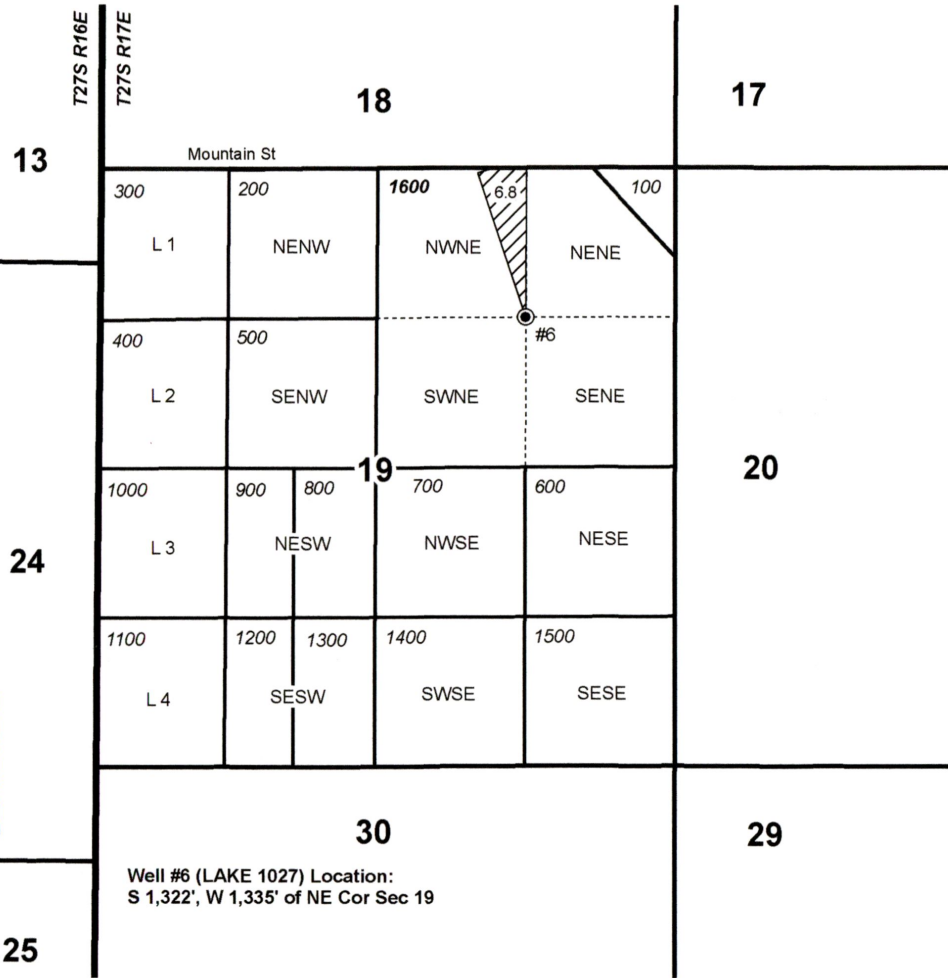 T27S R16E
T27S R17E
18
17
13
Mountain St
300
200
1600
6.8
100
L 1
NENW
NWNE
NENE
400
500
#6
L 2
SENW
SWNE
SENE
19
20
1000
900
800
700
600
24
L 3
NESW
NWSE
NESE
1100
1200
1300
1400
1500
L 4
SESW
SWSE
SESE
30
29
Well #6 (LAKE 1027) Location:
S 1,322', W 1,335' of NE Cor Sec 19
25